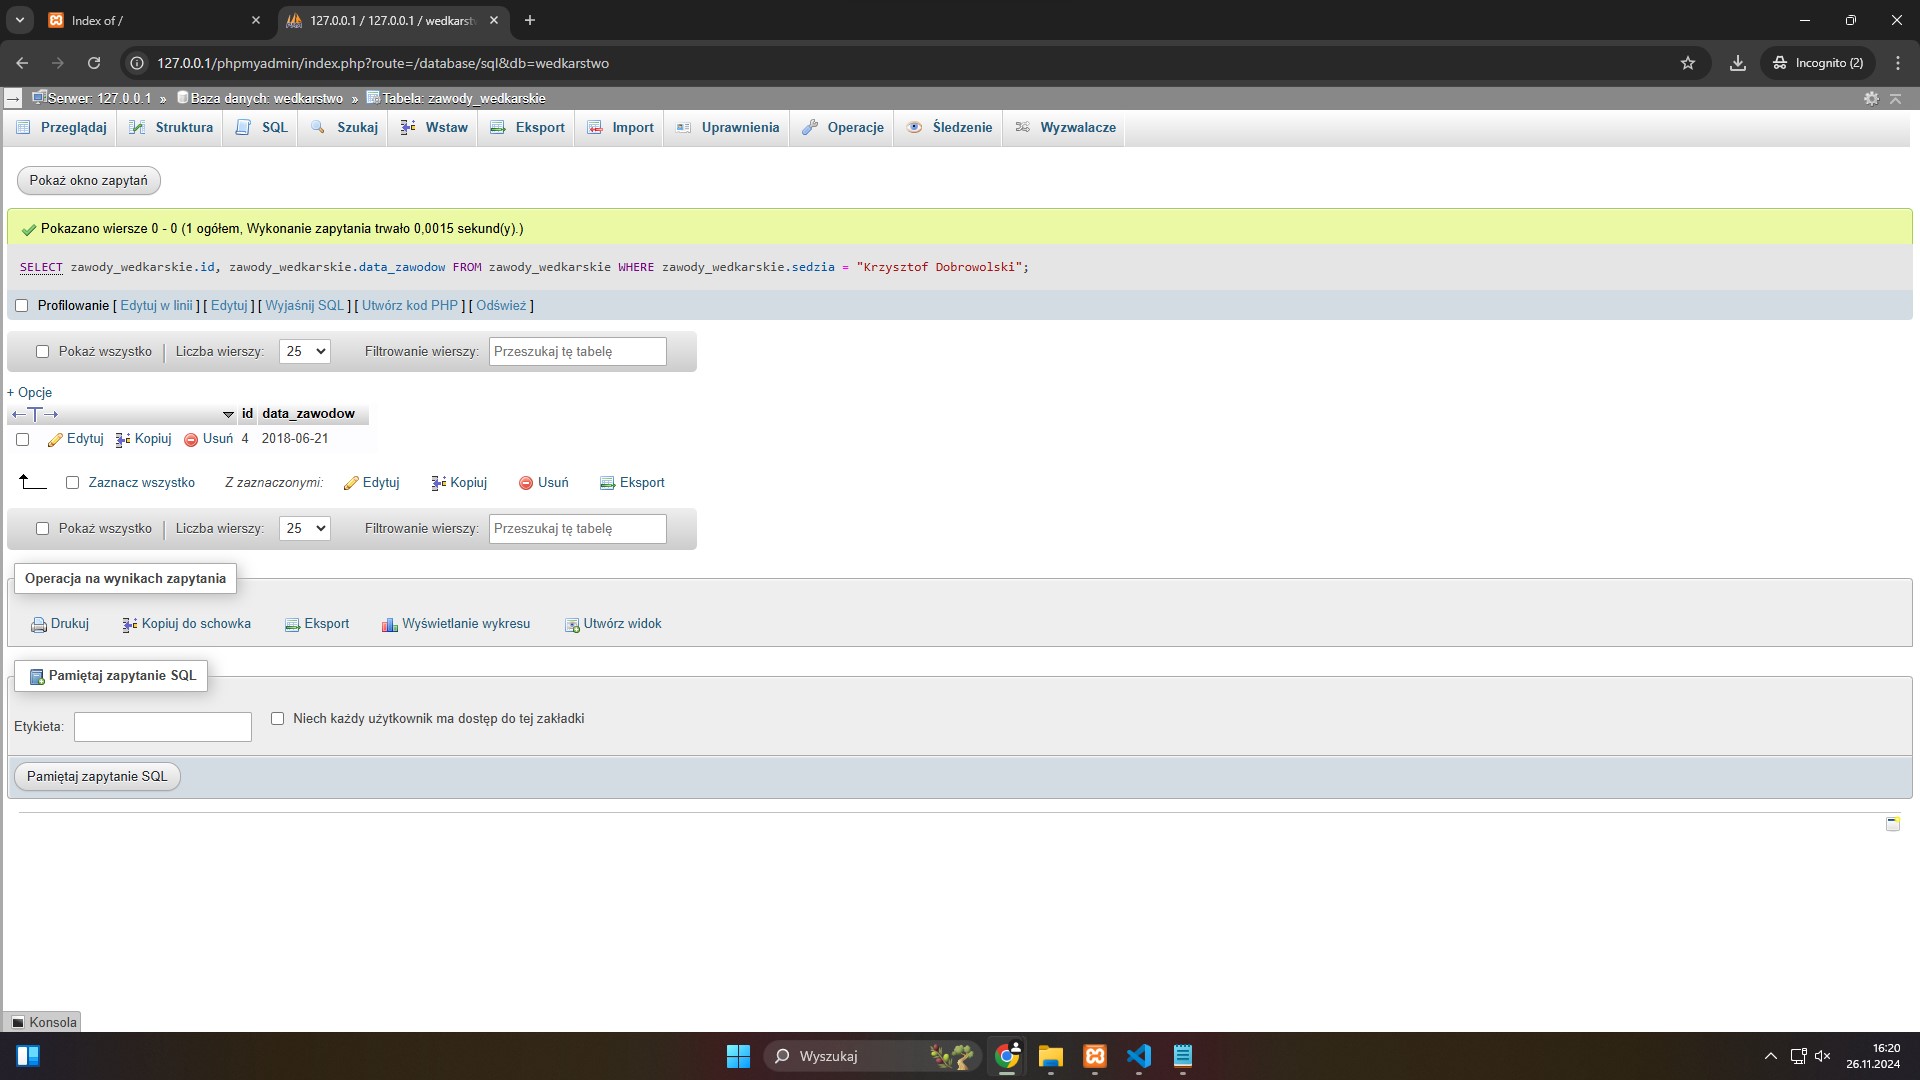 Index of /
127.0.0.1 / 127.0.0.1 / wedkarstw
127.0.0.1/phpmyadmin/index.php?route=/database/sql&db=wedkarstwo
Incognito (2)
Serwer: 127.0.0.1 » Baza danych: wedkarstwo » Tabela: zawody_wedkarskie
Przeglądaj Struktura SQL Szukaj Wstaw Eksport Import Uprawnienia Operacje Śledzenie Wyzwalacze
Pokaż okno zapytań
Pokazano wiersze 0 - 0 (1 ogółem, Wykonanie zapytania trwało 0,0015 sekund(y).)
SELECT zawody_wedkarskie.id, zawody_wedkarskie.data_zawodow FROM zawody_wedkarskie WHERE zawody_wedkarskie.sedzia = "Krzysztof Dobrowolski";
Profilowanie [ Edytuj w linii ] [ Edytuj ] [ Wyjaśnij SQL ] [ Utwórz kod PHP ] [ Odśwież ]
Pokaż wszystko | Liczba wierszy: 25 Filtrowanie wierszy: Przeszukaj tę tabelę
+ Opcje
←T→ id data_zawodow
Edytuj Kopiuj Usuń 4 2018-06-21
Zaznacz wszystko Z zaznaczonymi: Edytuj Kopiuj Usuń Eksport
Pokaż wszystko | Liczba wierszy: 25 Filtrowanie wierszy: Przeszukaj tę tabelę
Operacja na wynikach zapytania
Drukuj Kopiuj do schowka Eksport Wyświetlanie wykresu Utwórz widok
Pamiętaj zapytanie SQL
Etykieta: Niech każdy użytkownik ma dostęp do tej zakładki
Pamiętaj zapytanie SQL
Konsola
Wyszukaj
16:20
26.11.2024